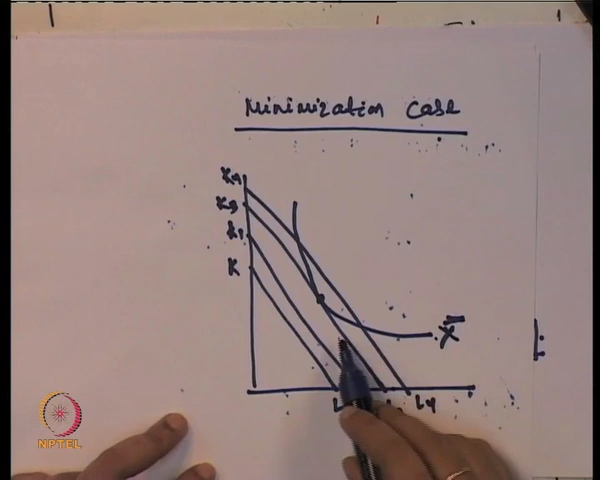 Minimization Case
K4
K3
K1
K
X̄
L4
NPTEL